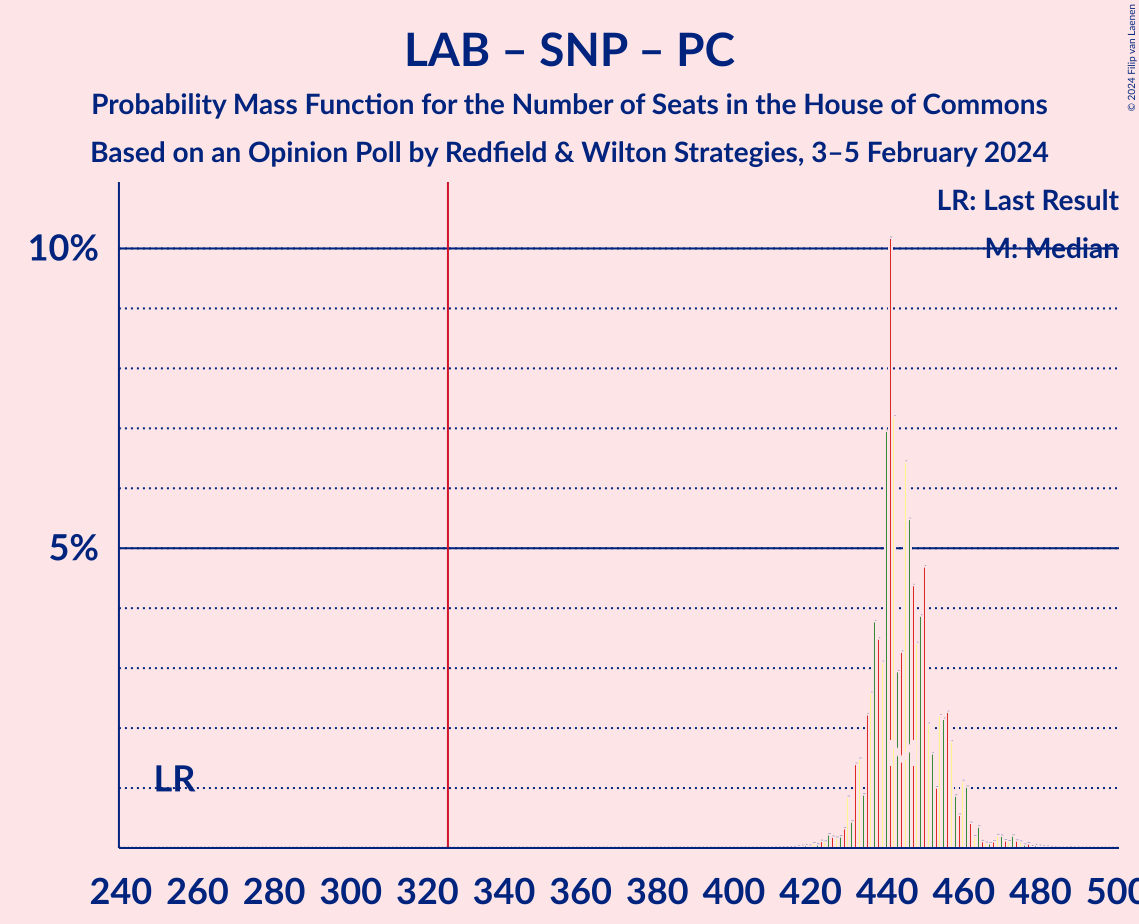 LAB – SNP – PC
Probability Mass Function for the Number of Seats in the House of Commons
Based on an Opinion Poll by Redfield & Wilton Strategies, 3–5 February 2024
© 2024 Filip van Laenen
LR: Last Result
M: Median
10%
5%
LR
240 260 280 300 320 340 360 380 400 420 440 460 480 500